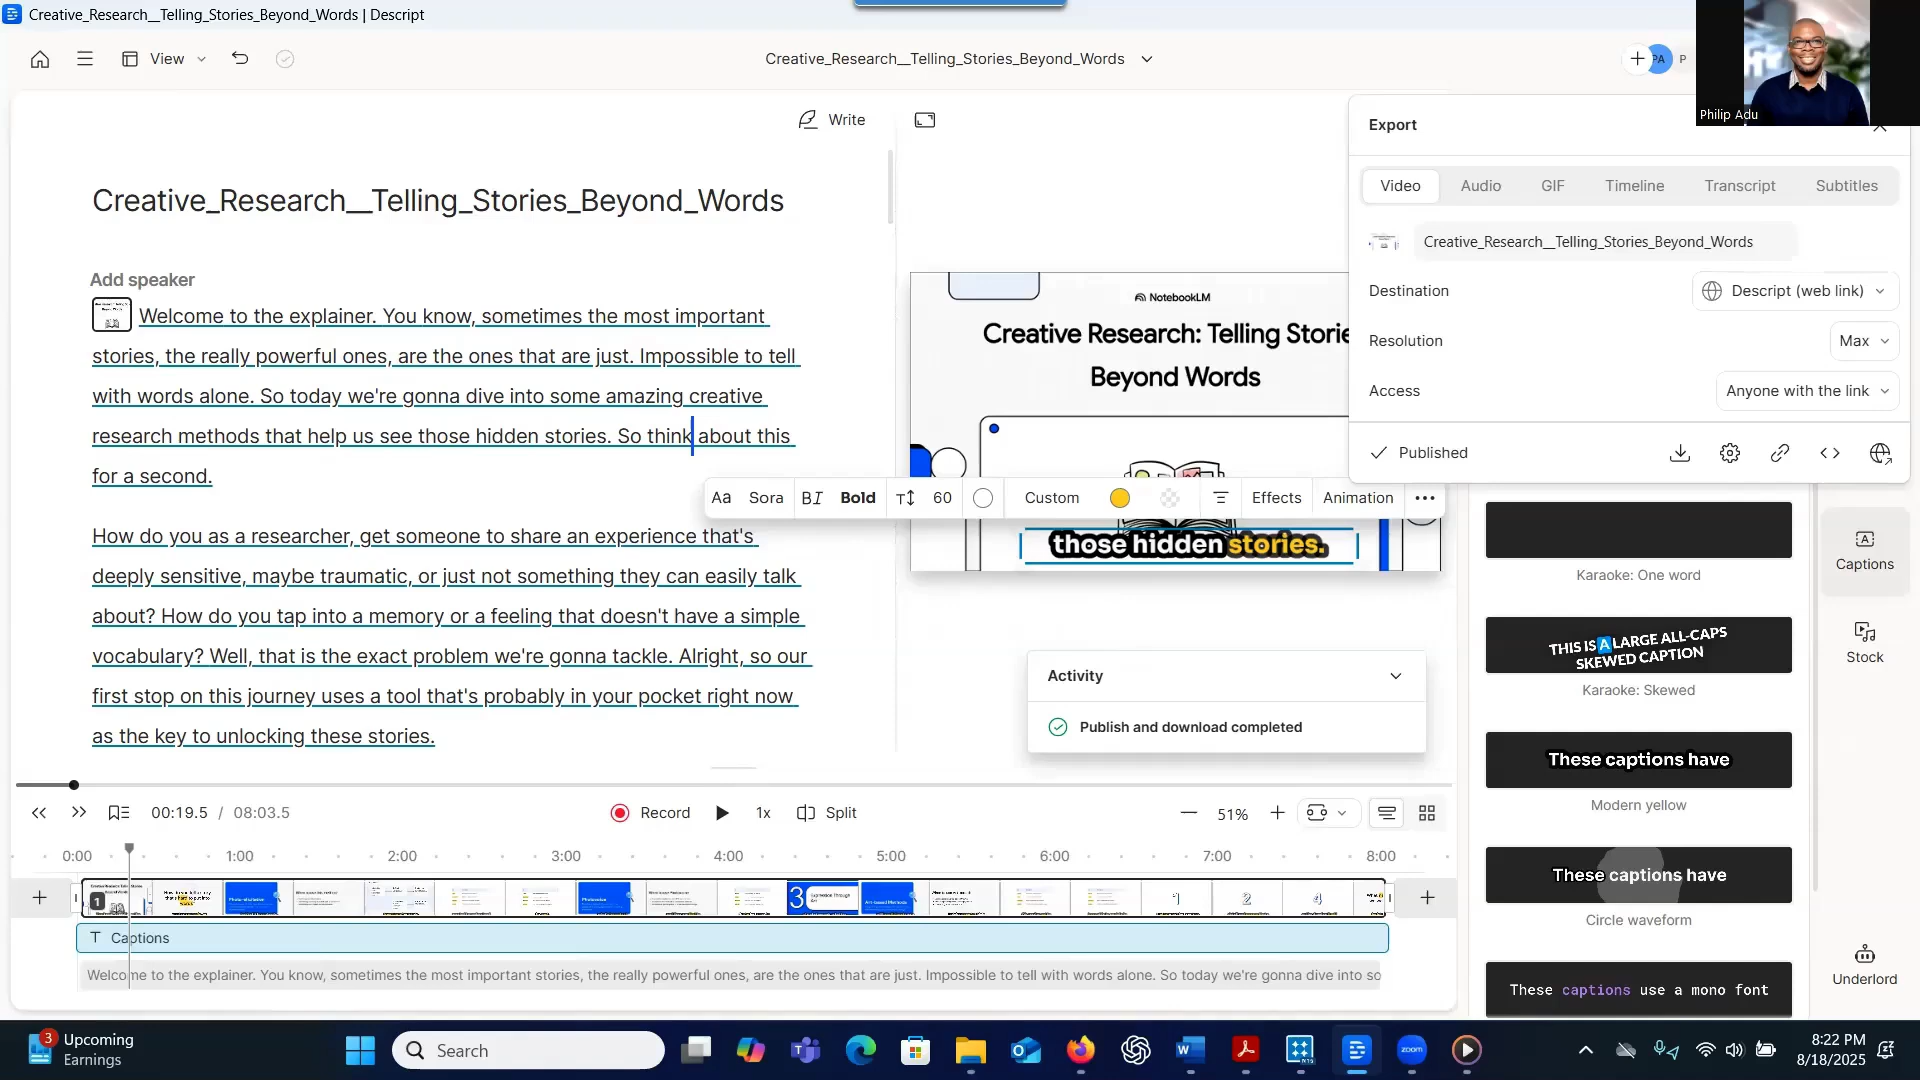 Creative_Research__Telling_Stories_Beyond_Words | Descript
View
Creative_Research__Telling_Stories_Beyond_Words
PA
P
Philip Adu
Write
Export
Video Audio GIF Timeline Transcript Subtitles
Creative_Research__Telling_Stories_Beyond_Words
Destination
Descript (web link)
Resolution
Max
Access
Anyone with the link
Published
Creative_Research__Telling_Stories_Beyond_Words
Add speaker
Welcome to the explainer. You know, sometimes the most important
stories, the really powerful ones, are the ones that are just. Impossible to tell
with words alone. So today we're gonna dive into some amazing creative
research methods that help us see those hidden stories. So think about this
for a second.
How do you as a researcher, get someone to share an experience that's
deeply sensitive, maybe traumatic, or just not something they can easily talk
about? How do you tap into a memory or a feeling that doesn't have a simple
vocabulary? Well, that is the exact problem we're gonna tackle. Alright, so our
first stop on this journey uses a tool that's probably in your pocket right now
as the key to unlocking these stories.
NotebookLM
Creative Research: Telling Storie
Beyond Words
Aa Sora BI Bold 60 Custom Effects Animation
those hidden stories.
Activity
Publish and download completed
Karaoke: One word
THIS IS A LARGE ALL-CAPS
SKEWED CAPTION
Karaoke: Skewed
These captions have
Modern yellow
These captions have
Circle waveform
These captions use a mono font
Captions
Stock
Underlord
00:19.5 / 08:03.5
Record
1x
Split
51%
0:00 1:00 2:00 3:00 4:00 5:00 6:00 7:00 8:00
1
3
1
2
4
Captions
Welcome to the explainer. You know, sometimes the most important stories, the really powerful ones, are the ones that are just. Impossible to tell with words alone. So today we're gonna dive into so
3
Upcoming
Earnings
Search
zoom
8:22 PM
8/18/2025